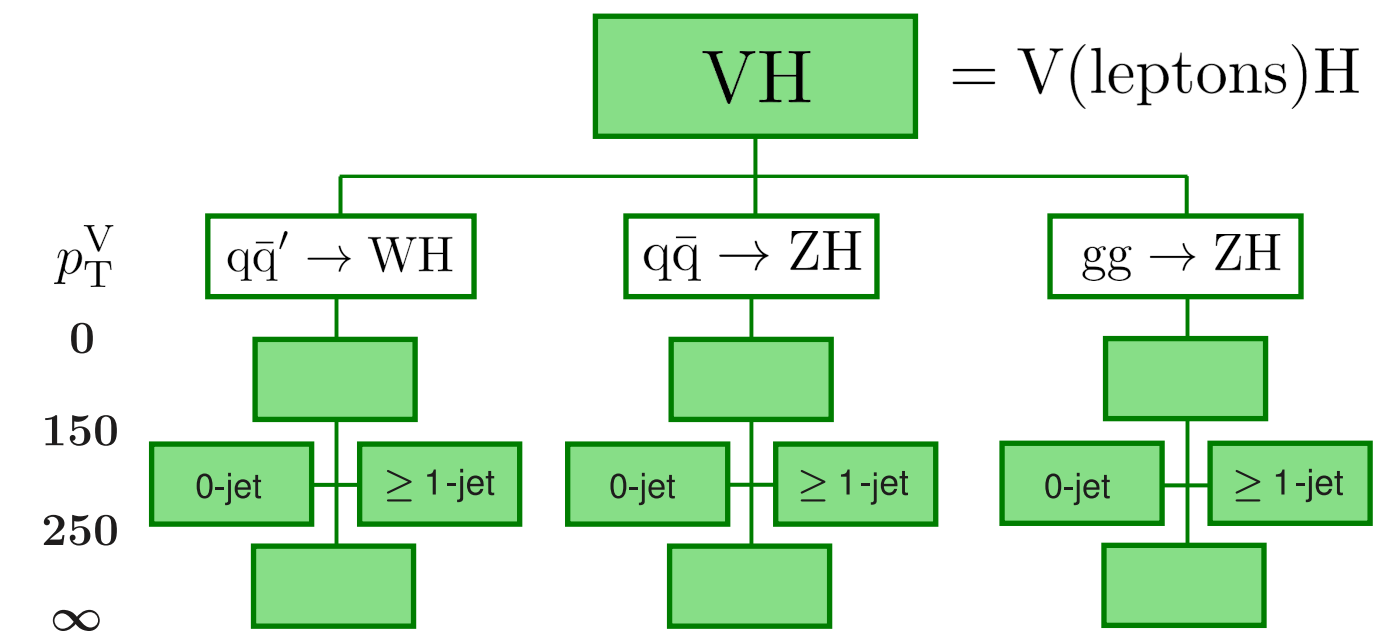 VH = V(leptons)H
p_T^V qq̄′ → WH qq̄ → ZH gg → ZH
0
150
0-jet ≥ 1-jet 0-jet ≥ 1-jet 0-jet ≥ 1-jet
250
∞